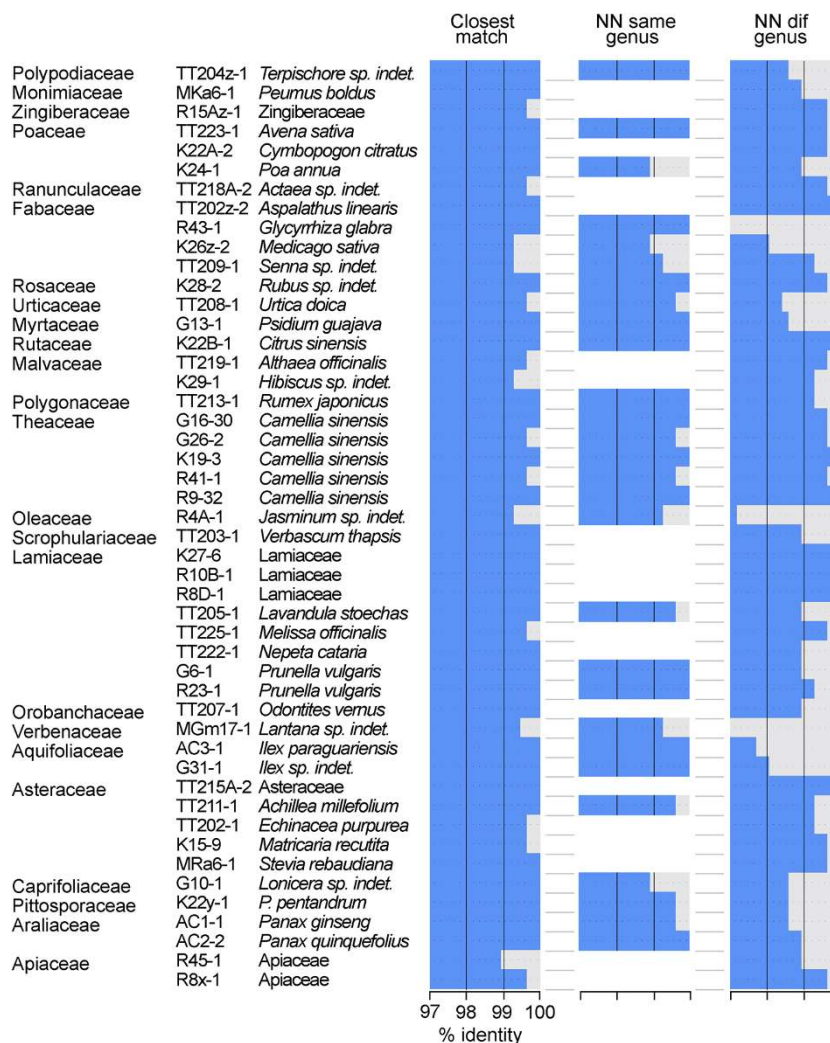 Closest match NN same genus NN dif genus
Polypodiaceae TT204z-1 Terpischore sp. indet.
Monimiaceae MKa6-1 Peumus boldus
Zingiberaceae R15Az-1 Zingiberaceae
Poaceae TT223-1 Avena sativa
K22A-2 Cymbopogon citratus
K24-1 Poa annua
Ranunculaceae TT218A-2 Actaea sp. indet.
Fabaceae TT202z-2 Aspalathus linearis
R43-1 Glycyrrhiza glabra
K26z-2 Medicago sativa
TT209-1 Senna sp. indet.
Rosaceae K28-2 Rubus sp. indet.
Urticaceae TT208-1 Urtica doica
Myrtaceae G13-1 Psidium guajava
Rutaceae K22B-1 Citrus sinensis
Malvaceae TT219-1 Althaea officinalis
K29-1 Hibiscus sp. indet.
Polygonaceae TT213-1 Rumex japonicus
Theaceae G16-30 Camellia sinensis
G26-2 Camellia sinensis
K19-3 Camellia sinensis
R41-1 Camellia sinensis
R9-32 Camellia sinensis
Oleaceae R4A-1 Jasminum sp. indet.
Scrophulariaceae TT203-1 Verbascum thapsis
Lamiaceae K27-6 Lamiaceae
R10B-1 Lamiaceae
R8D-1 Lamiaceae
TT205-1 Lavandula stoechas
TT225-1 Melissa officinalis
TT222-1 Nepeta cataria
G6-1 Prunella vulgaris
R23-1 Prunella vulgaris
Orobanchaceae TT207-1 Odontites vernus
Verbenaceae MGm17-1 Lantana sp. indet.
Aquifoliaceae AC3-1 Ilex paraguariensis
G31-1 Ilex sp. indet.
Asteraceae TT215A-2 Asteraceae
TT211-1 Achillea millefolium
TT202-1 Echinacea purpurea
K15-9 Matricaria recutita
MRa6-1 Stevia rebaudiana
Caprifoliaceae G10-1 Lonicera sp. indet.
Pittosporaceae K22y-1 P. pentandrum
Araliaceae AC1-1 Panax ginseng
AC2-2 Panax quinquefolius
Apiaceae R45-1 Apiaceae
R8x-1 Apiaceae
97 98 99 100
% identity